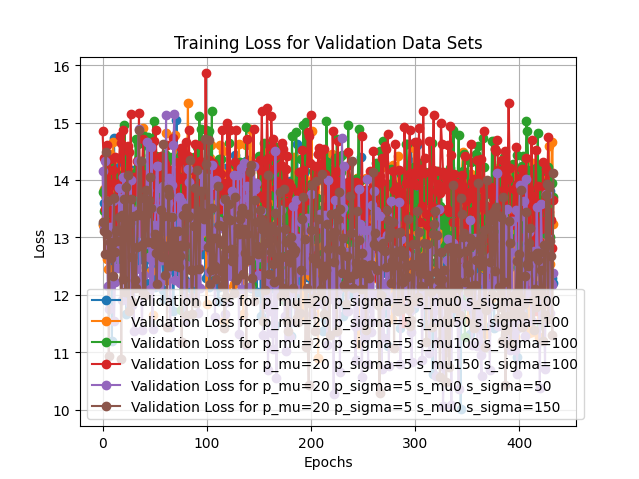 Training Loss for Validation Data Sets
16
15
14
13
12
11
10
Loss
Validation Loss for p_mu=20 p_sigma=5 s_mu0 s_sigma=100
Validation Loss for p_mu=20 p_sigma=5 s_mu50 s_sigma=100
Validation Loss for p_mu=20 p_sigma=5 s_mu100 s_sigma=100
Validation Loss for p_mu=20 p_sigma=5 s_mu150 s_sigma=100
Validation Loss for p_mu=20 p_sigma=5 s_mu0 s_sigma=50
Validation Loss for p_mu=20 p_sigma=5 s_mu0 s_sigma=150
0 100 200 300 400
Epochs